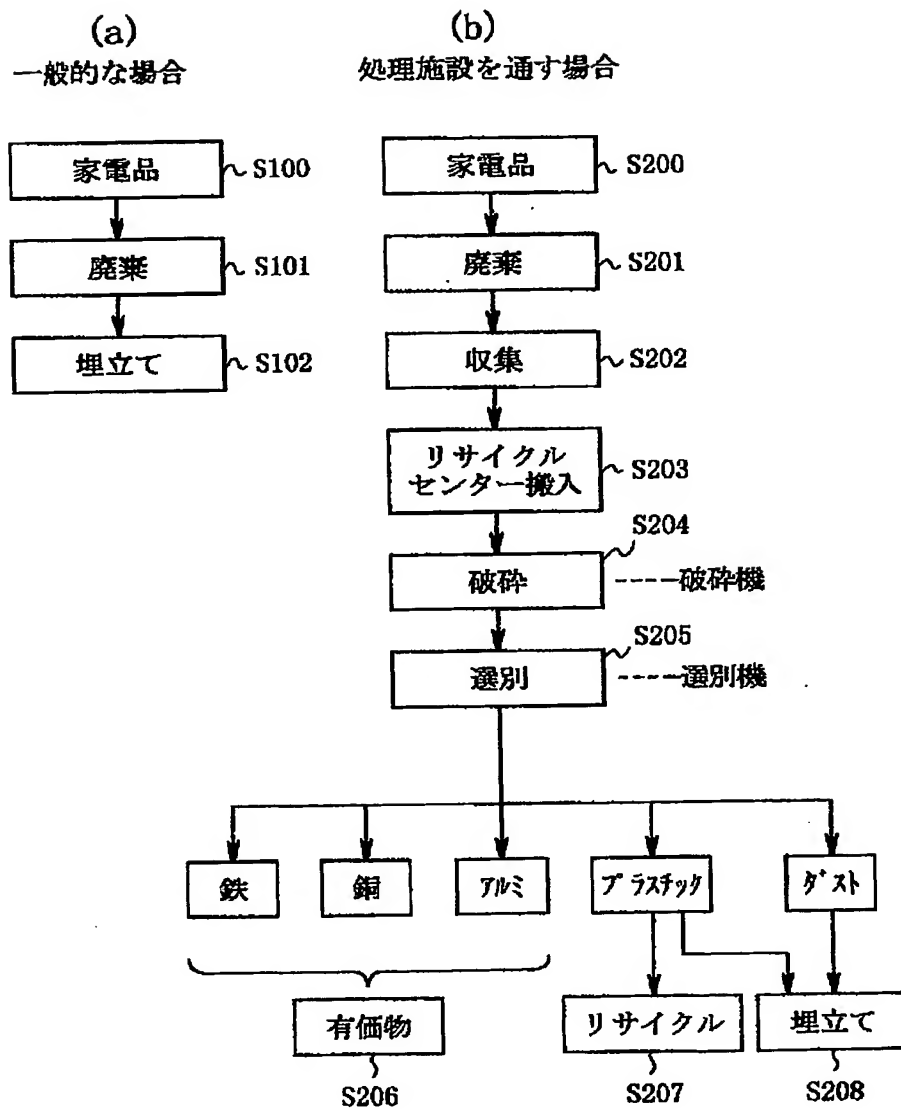 (a)
一般的な場合
家電品
S100
廃棄
S101
埋立て
S102
(b)
処理施設を通す場合
家電品
S200
廃棄
S201
収集
S202
リサイクル
センター搬入
S203
破砕
S204
破砕機
選別
S205
選別機
鉄
銅
アルミ
プラスチック
ダスト
有価物
リサイクル
埋立て
S206
S207
S208